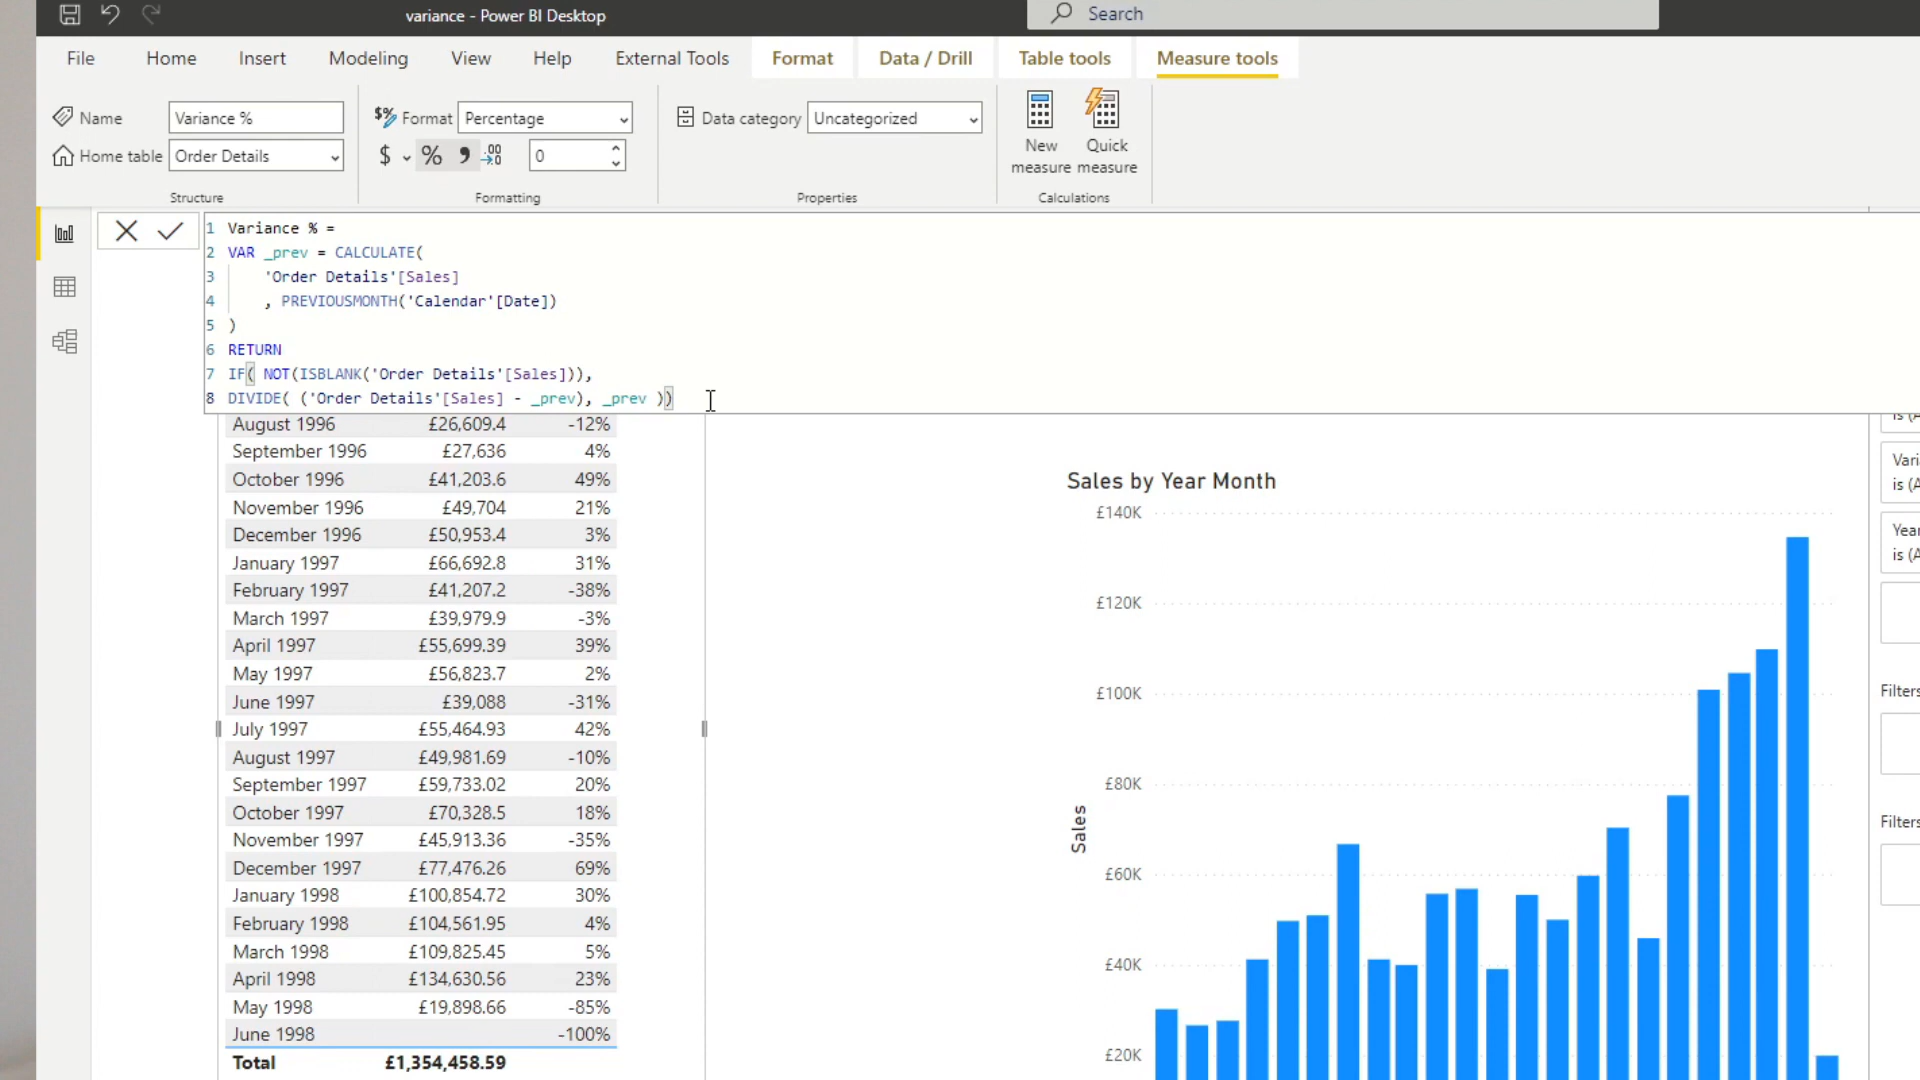 variance - Power BI Desktop
Search
File
Home
Insert
Modeling
View
Help
External Tools
Format
Data / Drill
Table tools
Measure tools
Name
Variance %
Home table
Order Details
Structure
$% Format
Percentage
$
%
,
.00
0
Formatting
Data category
Uncategorized
Properties
New measure
Quick measure
Calculations
1 Variance % =
2 VAR _prev = CALCULATE(
3 'Order Details'[Sales]
4 , PREVIOUSMONTH('Calendar'[Date])
5 )
6 RETURN
7 IF( NOT(ISBLANK('Order Details'[Sales])),
8 DIVIDE( ('Order Details'[Sales] - _prev), _prev ))
August 1996 £26,609.4 -12%
September 1996 £27,636 4%
October 1996 £41,203.6 49%
November 1996 £49,704 21%
December 1996 £50,953.4 3%
January 1997 £66,692.8 31%
February 1997 £41,207.2 -38%
March 1997 £39,979.9 -3%
April 1997 £55,699.39 39%
May 1997 £56,823.7 2%
June 1997 £39,088 -31%
July 1997 £55,464.93 42%
August 1997 £49,981.69 -10%
September 1997 £59,733.02 20%
October 1997 £70,328.5 18%
November 1997 £45,913.36 -35%
December 1997 £77,476.26 69%
January 1998 £100,854.72 30%
February 1998 £104,561.95 4%
March 1998 £109,825.45 5%
April 1998 £134,630.56 23%
May 1998 £19,898.66 -85%
June 1998 -100%
Total £1,354,458.59
Sales by Year Month
£140K
£120K
£100K
£80K
£60K
£40K
£20K
Sales
Vari
is (A
Year
is (A
Filters
Filters